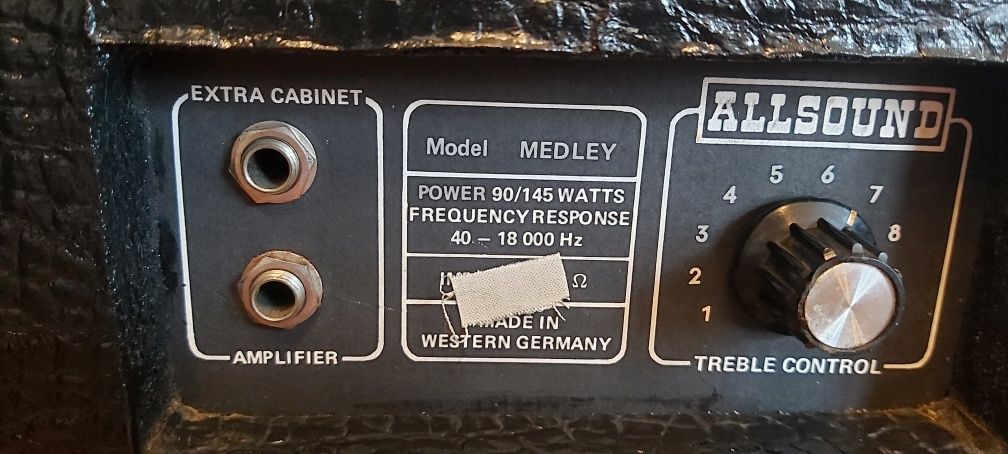 EXTRA CABINET
AMPLIFIER
Model MEDLEY
POWER 90/145 WATTS
FREQUENCY RESPONSE
40 – 18 000 Hz
Ω
MADE IN
WESTERN GERMANY
ALLSOUND
1 2 3 4 5 6 7 8
TREBLE CONTROL